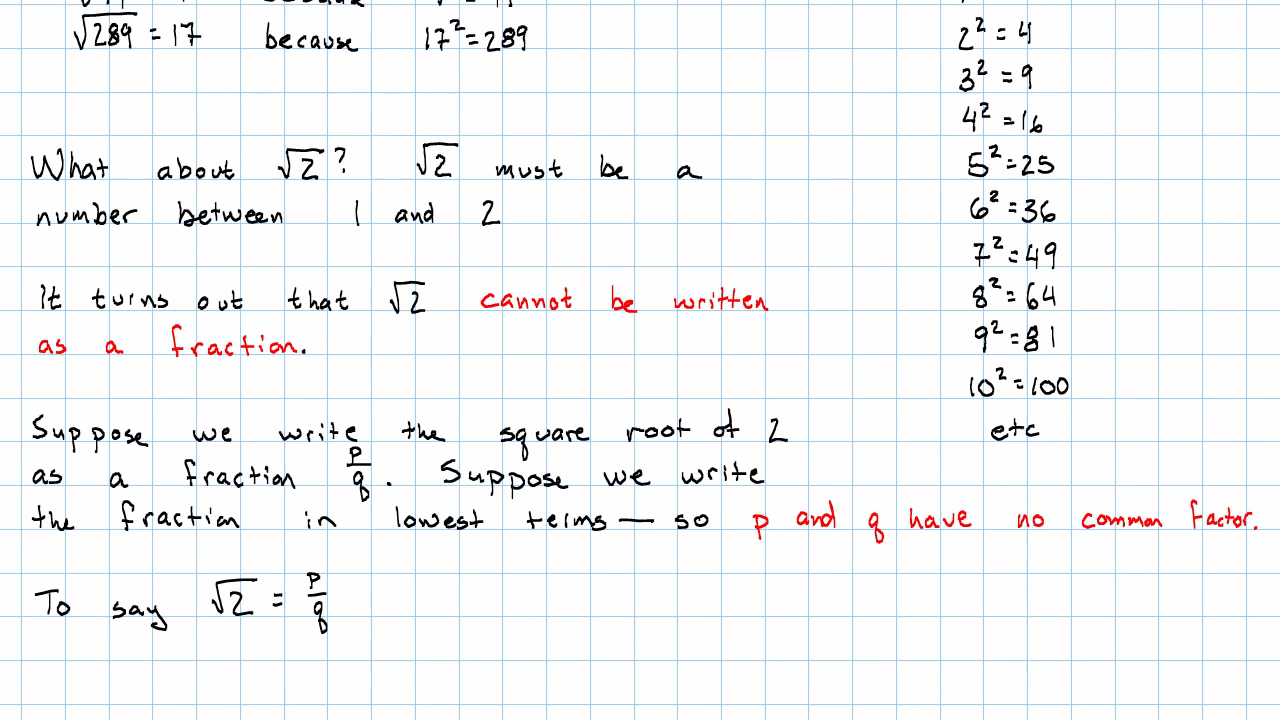 because
√289 = 17 because 17² = 289
What about √2? √2 must be a
number between 1 and 2
It turns out that √2 cannot be written
as a fraction.
Suppose we write the square root of 2
as a fraction p/q. Suppose we write
the fraction in lowest terms — so p and q have no common factor.
To say √2 = p/q
2² = 4
3² = 9
4² = 16
5² = 25
6² = 36
7² = 49
8² = 64
9² = 81
10² = 100
etc